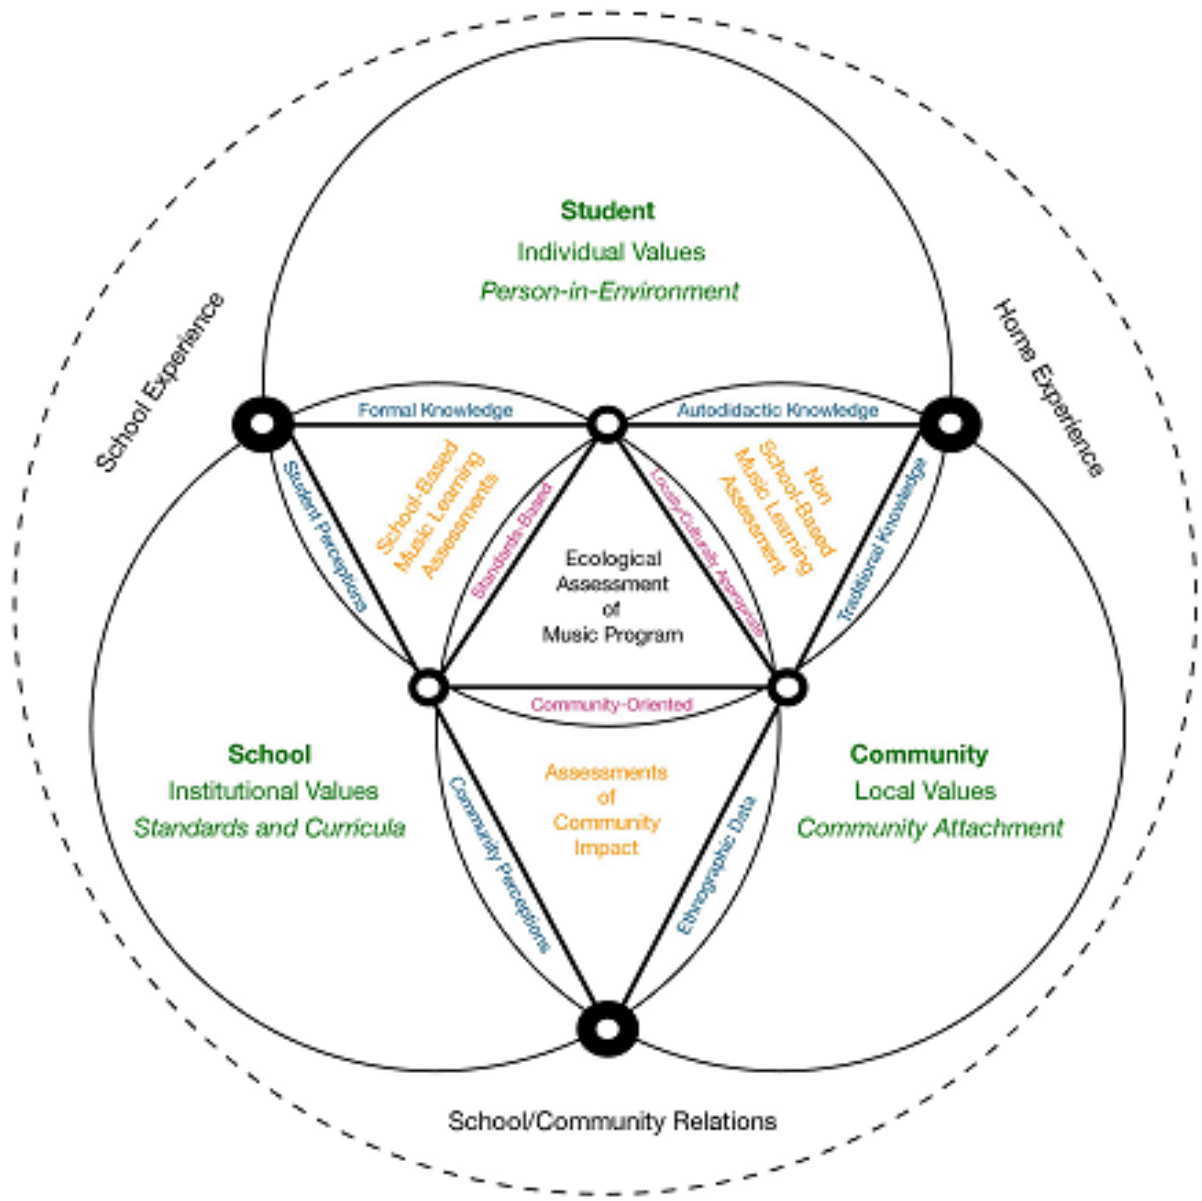 Student
Individual Values
Person-in-Environment
School Experience
Home Experience
Formal Knowledge
Autodidactic Knowledge
Student Perceptions
School-Based
Music Learning
Assessments
Standards-Based
Locally/Culturally Appropriate
Non
School-Based
Music Learning
Assessment
Traditional Knowledge
Ecological
Assessment
of
Music Program
Community-Oriented
School
Institutional Values
Standards and Curricula
Community
Local Values
Community Attachment
Assessments
of
Community
Impact
Community Perceptions
Ethnographic Data
School/Community Relations